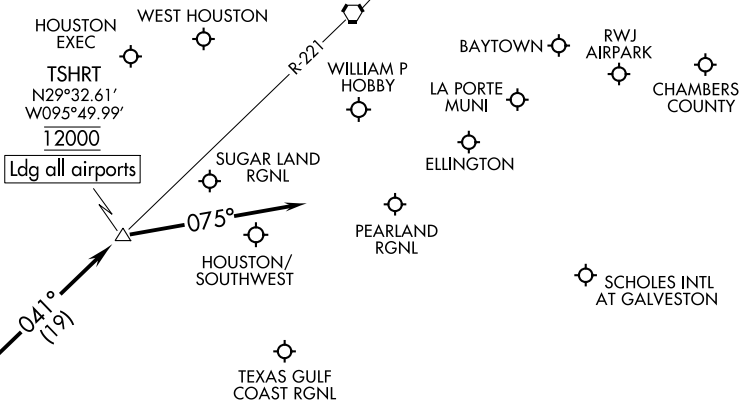 WEST HOUSTON
HOUSTON
EXEC
TSHRT
N29°32.61'
W095°49.99'
12000
Ldg all airports
R-221
WILLIAM P
HOBBY
BAYTOWN
RWJ
AIRPARK
LA PORTE
MUNI
CHAMBERS
COUNTY
ELLINGTON
SUGAR LAND
RGNL
075°
PEARLAND
RGNL
HOUSTON/
SOUTHWEST
SCHOLES INTL
AT GALVESTON
041°
(19)
TEXAS GULF
COAST RGNL